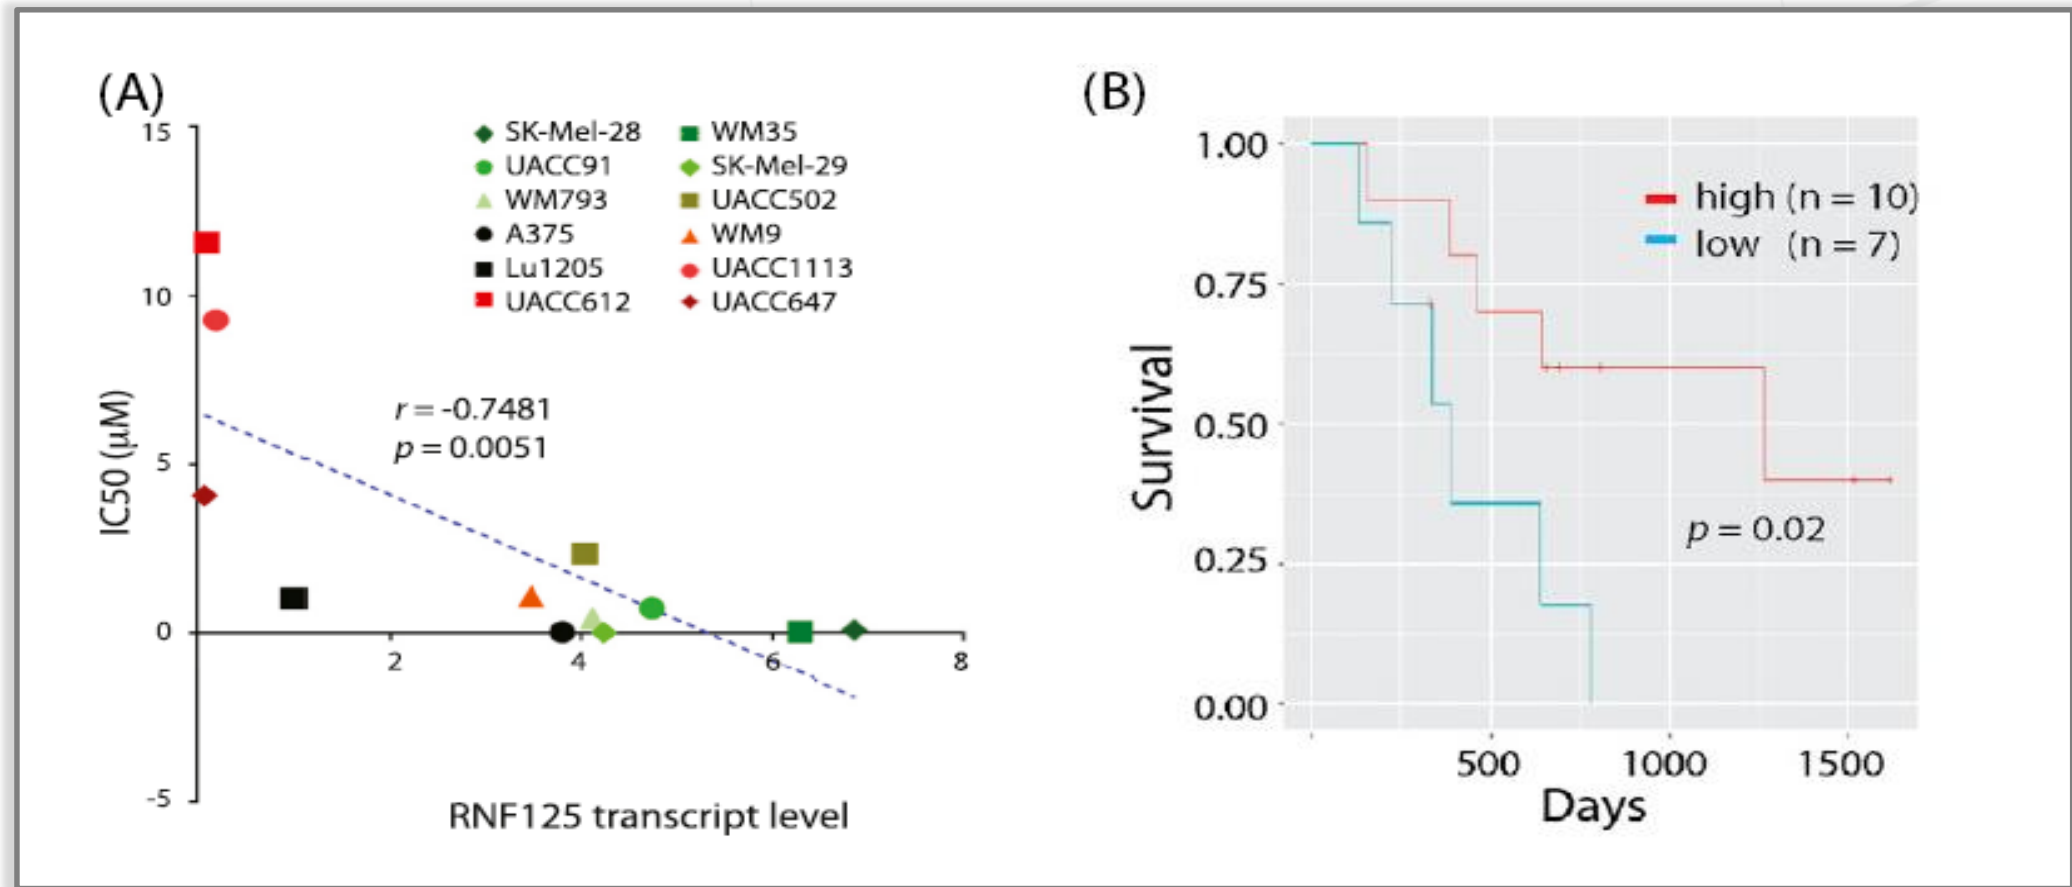 (A)
15
10
5
0
-5
2
4
6
8
IC50 (μM)
RNF125 transcript level
SK-Mel-28
UACC91
WM793
A375
Lu1205
UACC612
WM35
SK-Mel-29
UACC502
WM9
UACC1113
UACC647
r = -0.7481
p = 0.0051
(B)
1.00
0.75
0.50
0.25
0.00
Survival
high (n = 10)
low (n = 7)
p = 0.02
500
1000
1500
Days